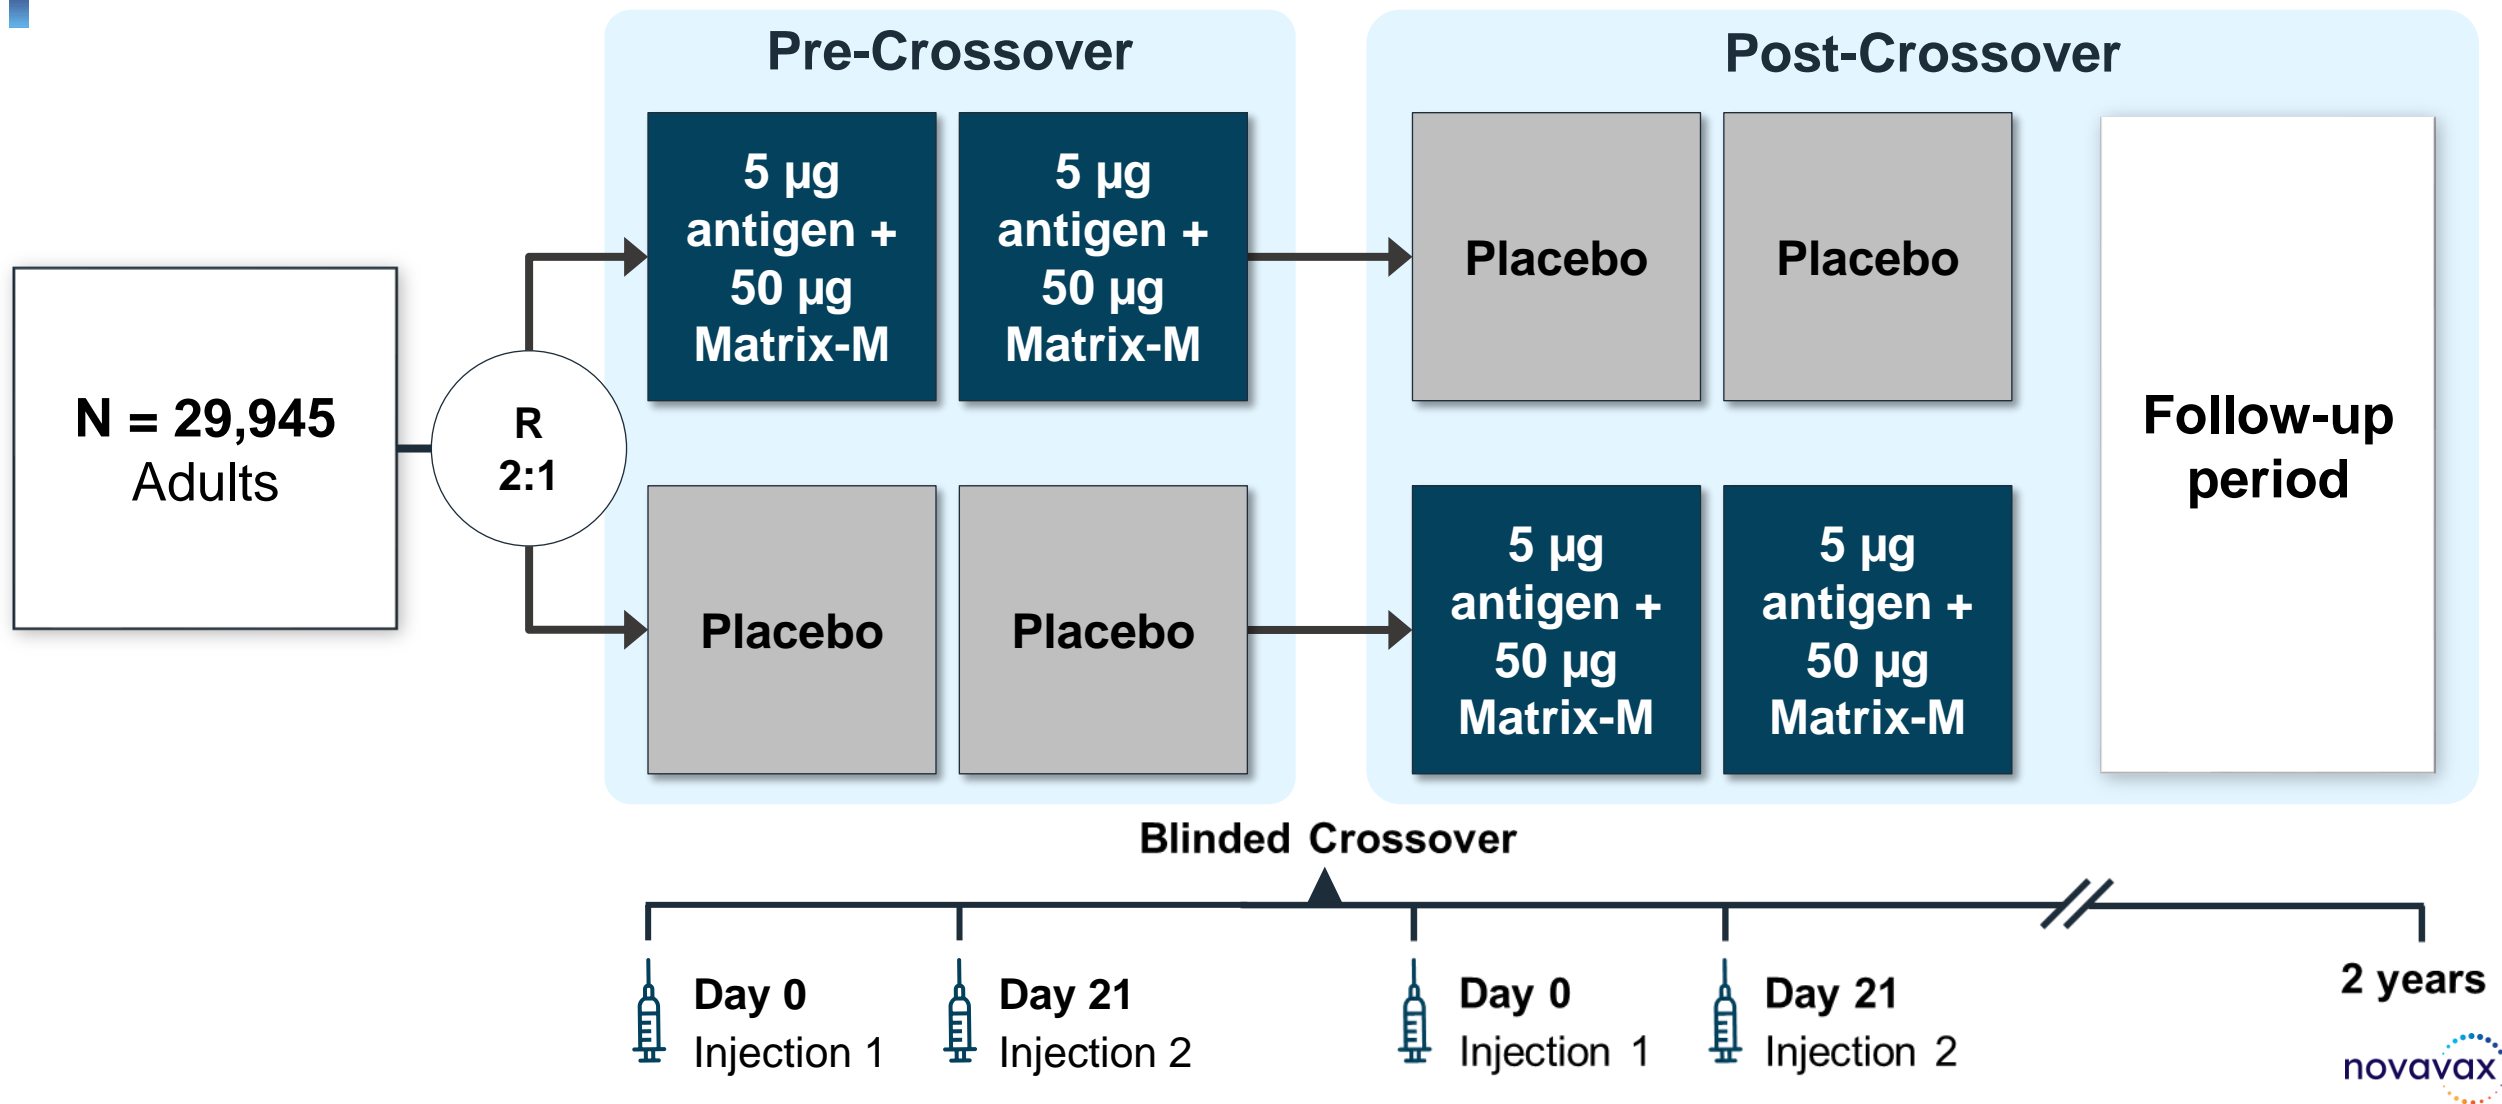 Pre-Crossover
Post-Crossover
N = 29,945
Adults
R
2:1
5 µg
antigen +
50 µg
Matrix-M
5 µg
antigen +
50 µg
Matrix-M
Placebo
Placebo
Placebo
Placebo
5 µg
antigen +
50 µg
Matrix-M
5 µg
antigen +
50 µg
Matrix-M
Follow-up
period
Blinded Crossover
Day 0
Injection 1
Day 21
Injection 2
Day 0
Injection 1
Day 21
Injection 2
2 years
novavax